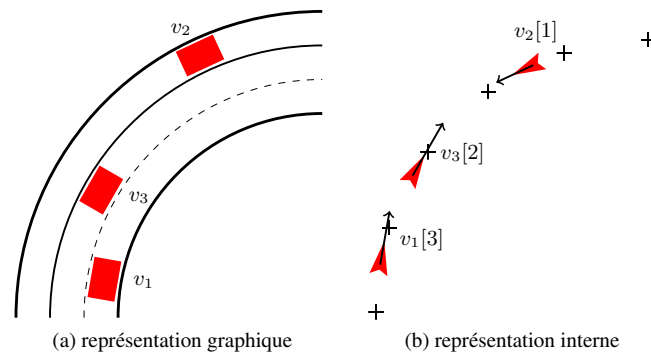 v₂
v₃
v₁
v₂[1]
v₃[2]
v₁[3]
(a) représentation graphique
(b) représentation interne